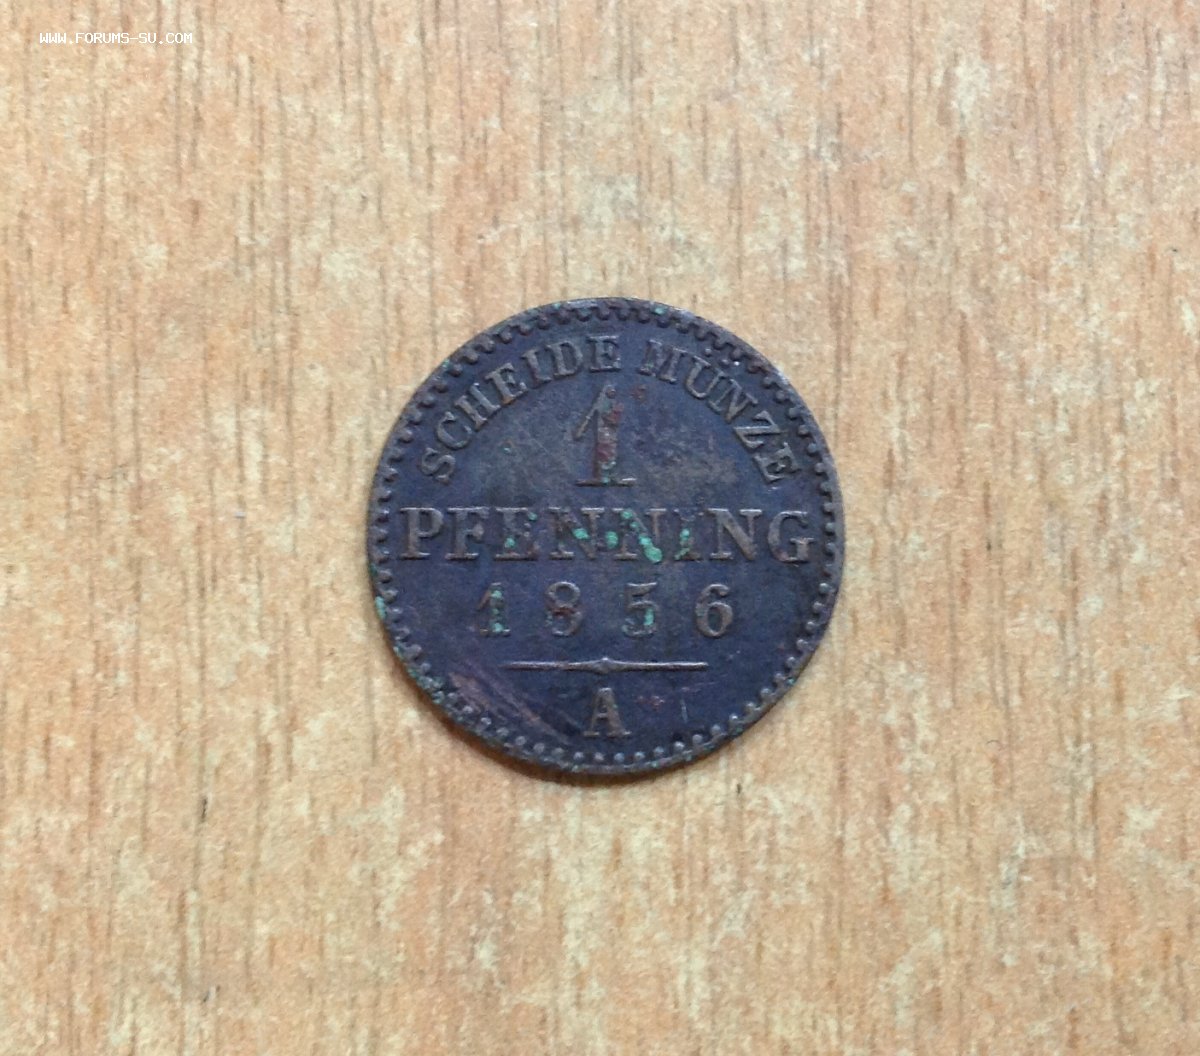 WWW.FORUMS-SU.COM
SCHEIDE MÜNZE
1
PFENNING
1856
A